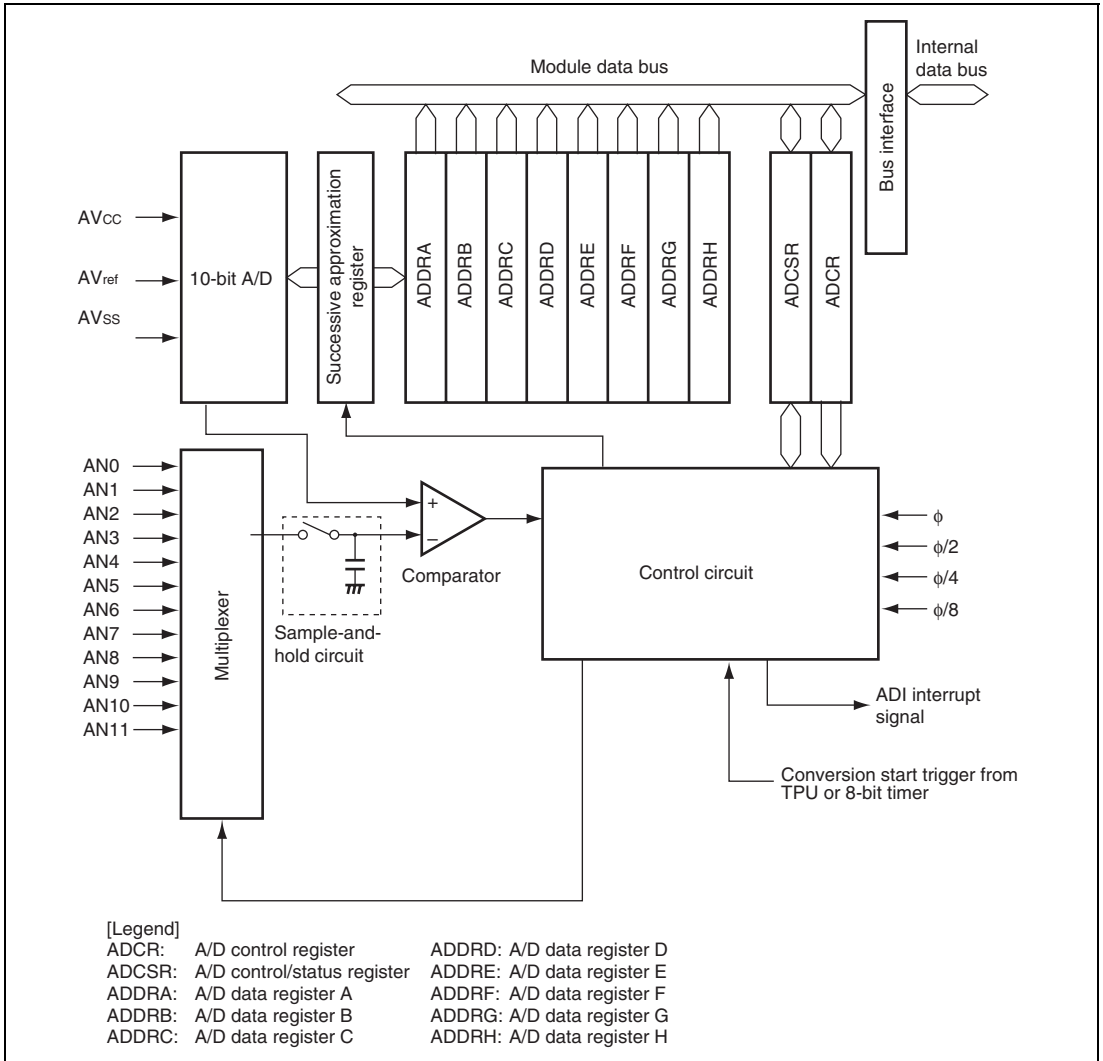 Module data bus
Internal
data bus
Bus interface
AVCC
AVref
AVSS
10-bit A/D
Successive approximation
register
ADDRA
ADDRB
ADDRC
ADDRD
ADDRE
ADDRF
ADDRG
ADDRH
ADCSR
ADCR
AN0
AN1
AN2
AN3
AN4
AN5
AN6
AN7
AN8
AN9
AN10
AN11
Multiplexer
Sample-and-
hold circuit
+
−
Comparator
Control circuit
ϕ
ϕ/2
ϕ/4
ϕ/8
ADI interrupt
signal
Conversion start trigger from
TPU or 8-bit timer
[Legend]
ADCR: A/D control register
ADCSR: A/D control/status register
ADDRA: A/D data register A
ADDRB: A/D data register B
ADDRC: A/D data register C
ADDRD: A/D data register D
ADDRE: A/D data register E
ADDRF: A/D data register F
ADDRG: A/D data register G
ADDRH: A/D data register H